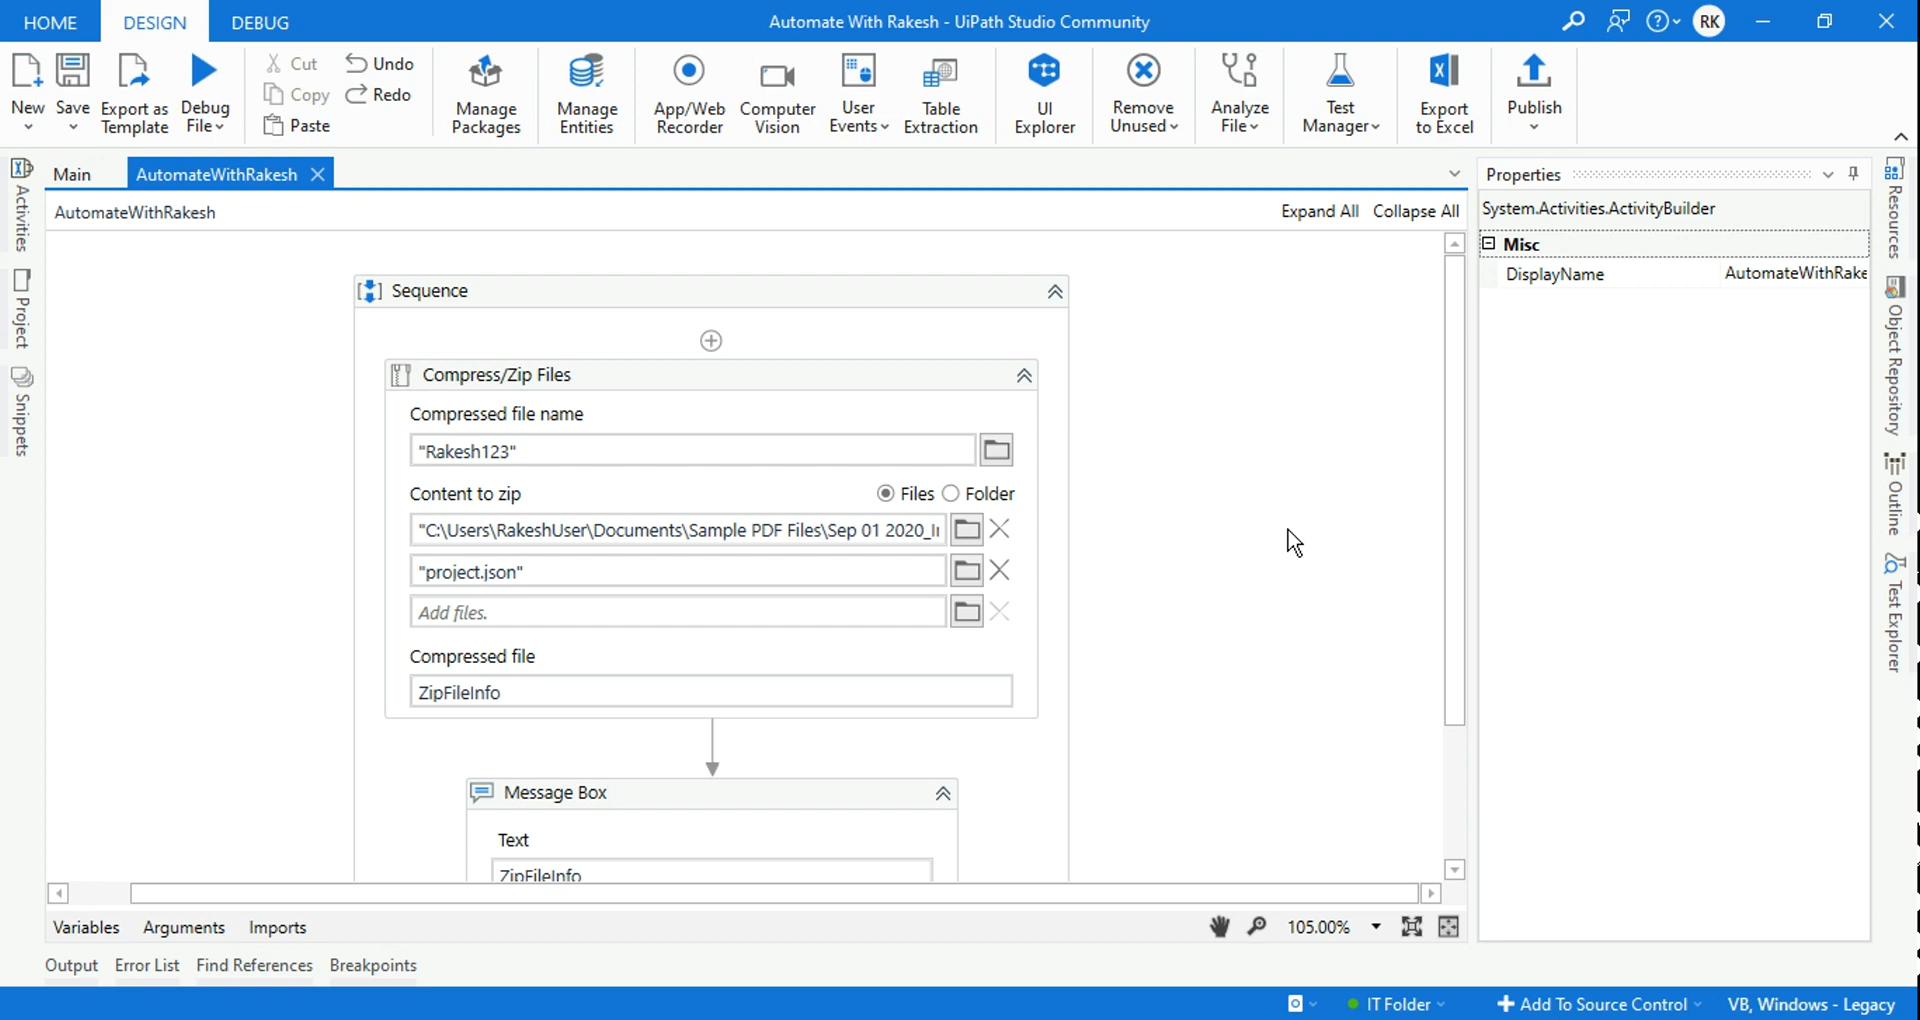 HOME DESIGN DEBUG Automate With Rakesh - UiPath Studio Community RK
New Save Export as Template Debug File Cut Copy Paste Undo Redo Manage Packages Manage Entities App/Web Recorder Computer Vision User Events Table Extraction UI Explorer Remove Unused Analyze File Test Manager Export to Excel Publish
Main AutomateWithRakesh
AutomateWithRakesh Expand All Collapse All
Activities
Project
Snippets
Sequence
Compress/Zip Files
Compressed file name
"Rakesh123"
Content to zip Files Folder
"C:\Users\RakeshUser\Documents\Sample PDF Files\Sep 01 2020_I
"project.json"
Add files.
Compressed file
ZipFileInfo
Message Box
Text
ZipFileInfo
Properties
System.Activities.ActivityBuilder
Misc
DisplayName AutomateWithRake
Resources
Object Repository
Outline
Test Explorer
Variables Arguments Imports 105.00%
Output Error List Find References Breakpoints
IT Folder Add To Source Control VB, Windows - Legacy